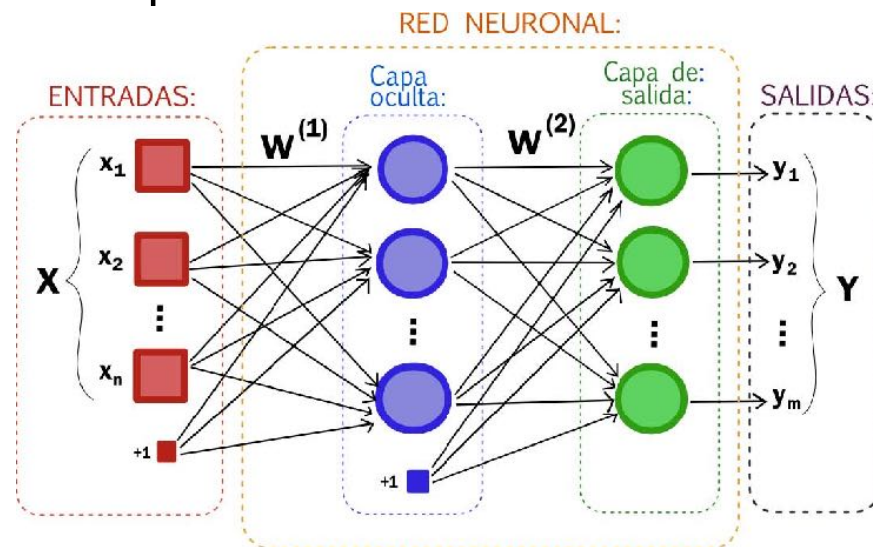 RED NEURONAL:
ENTRADAS:
Capa
oculta:
Capa de:
salida:
SALIDAS:
W(1)
W(2)
x1
x2
xn
+1
X
+1
y1
y2
ym
Y